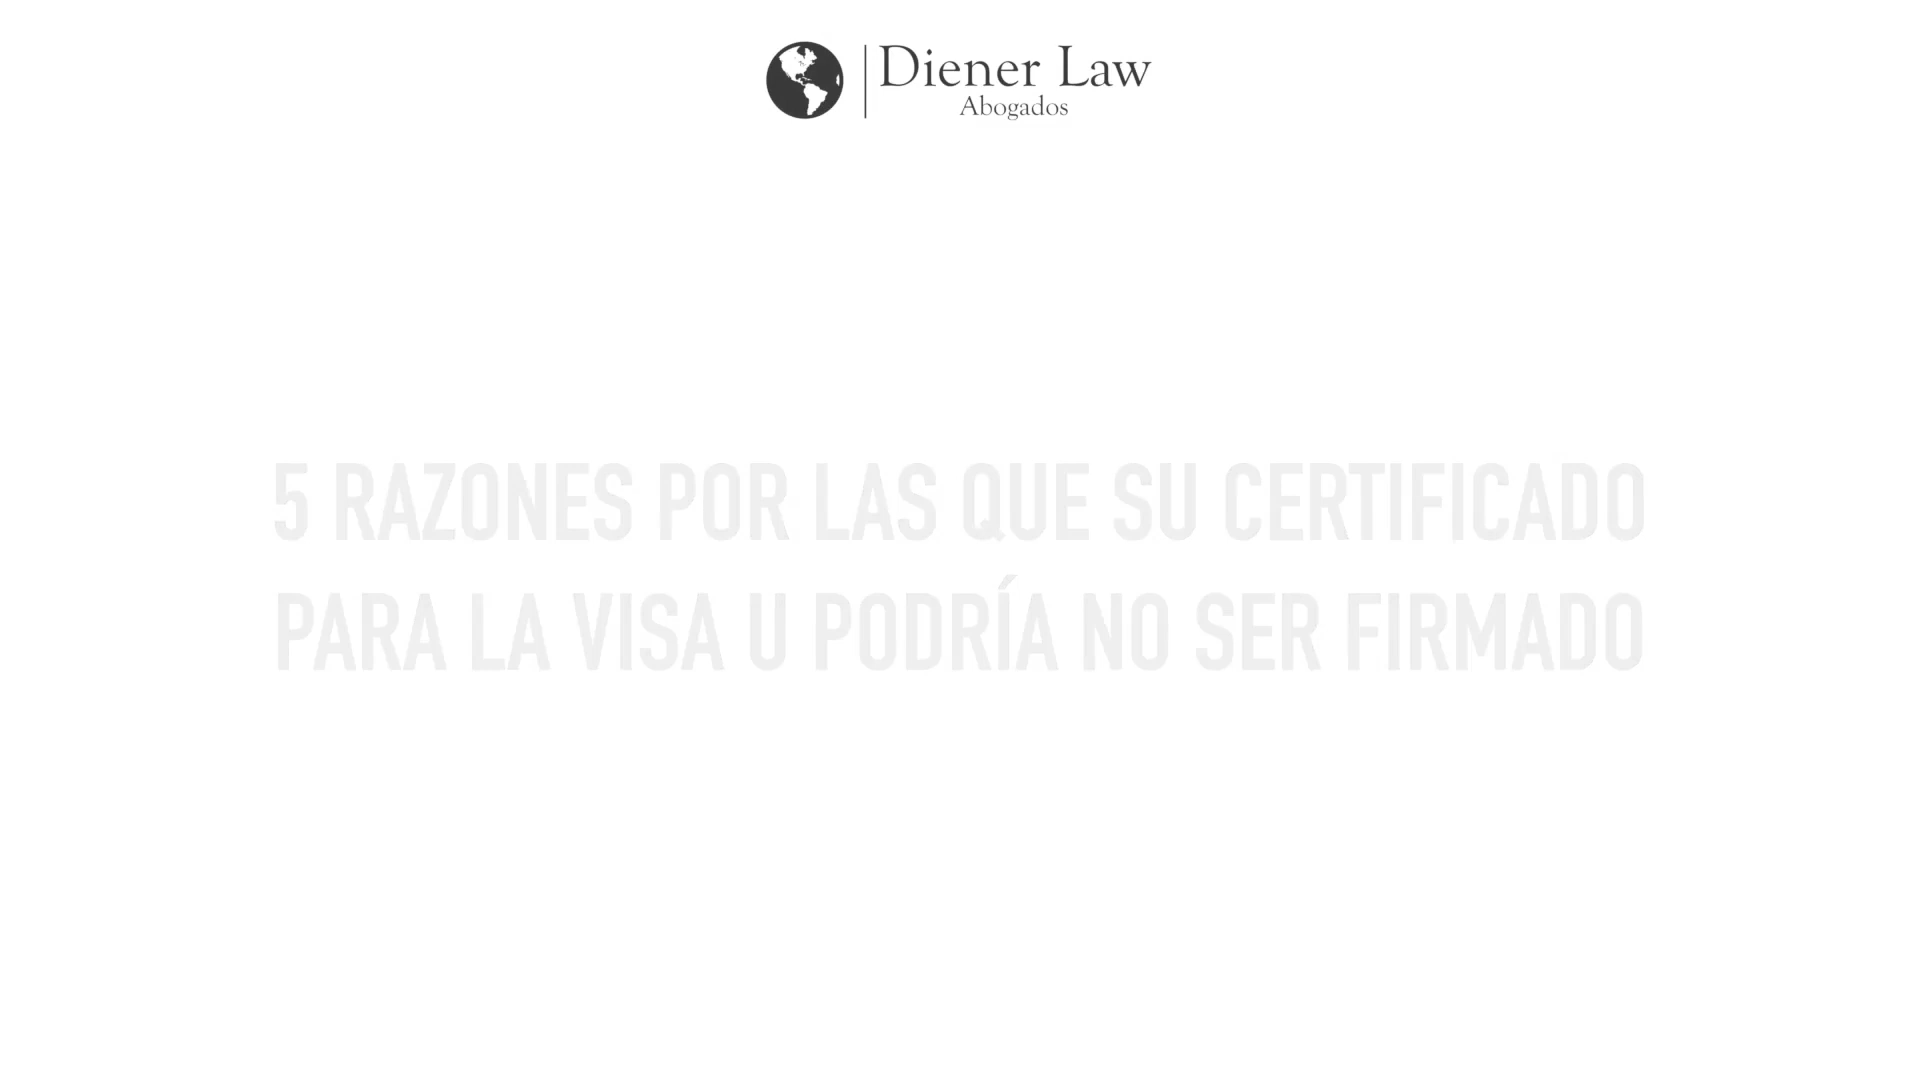 Diener Law
Abogados
5 RAZONES POR LAS QUE SU CERTIFICADO
PARA LA VISA U PODRÍA NO SER FIRMADO